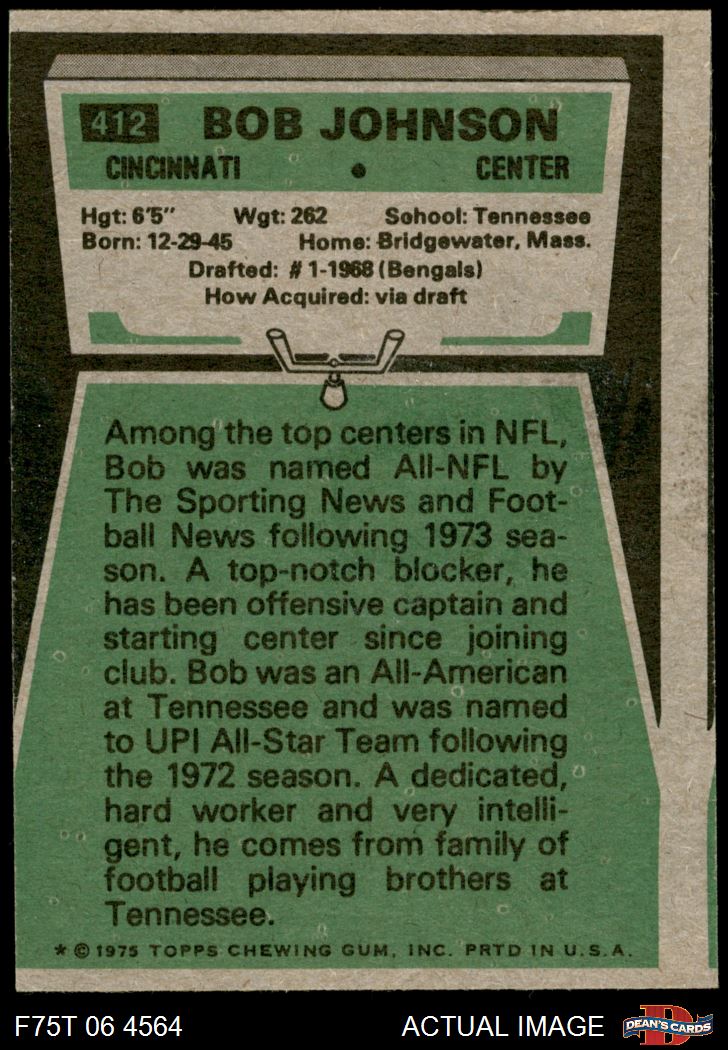 412 BOB JOHNSON
CINCINNATI • CENTER
Hgt: 6'5" Wgt: 262 School: Tennessee
Born: 12-29-45 Home: Bridgewater, Mass.
Drafted: #1-1968 (Bengals)
How Acquired: via draft
Among the top centers in NFL,
Bob was named All-NFL by
The Sporting News and Foot-
ball News following 1973 sea-
son. A top-notch blocker, he
has been offensive captain and
starting center since joining
club. Bob was an All-American
at Tennessee and was named
to UPI All-Star Team following
the 1972 season. A dedicated,
hard worker and very intelli-
gent, he comes from family of
football playing brothers at
Tennessee.
* © 1975 TOPPS CHEWING GUM, INC. PRTD IN U.S.A.
F75T 06 4564 ACTUAL IMAGE D DEAN'S CARDS